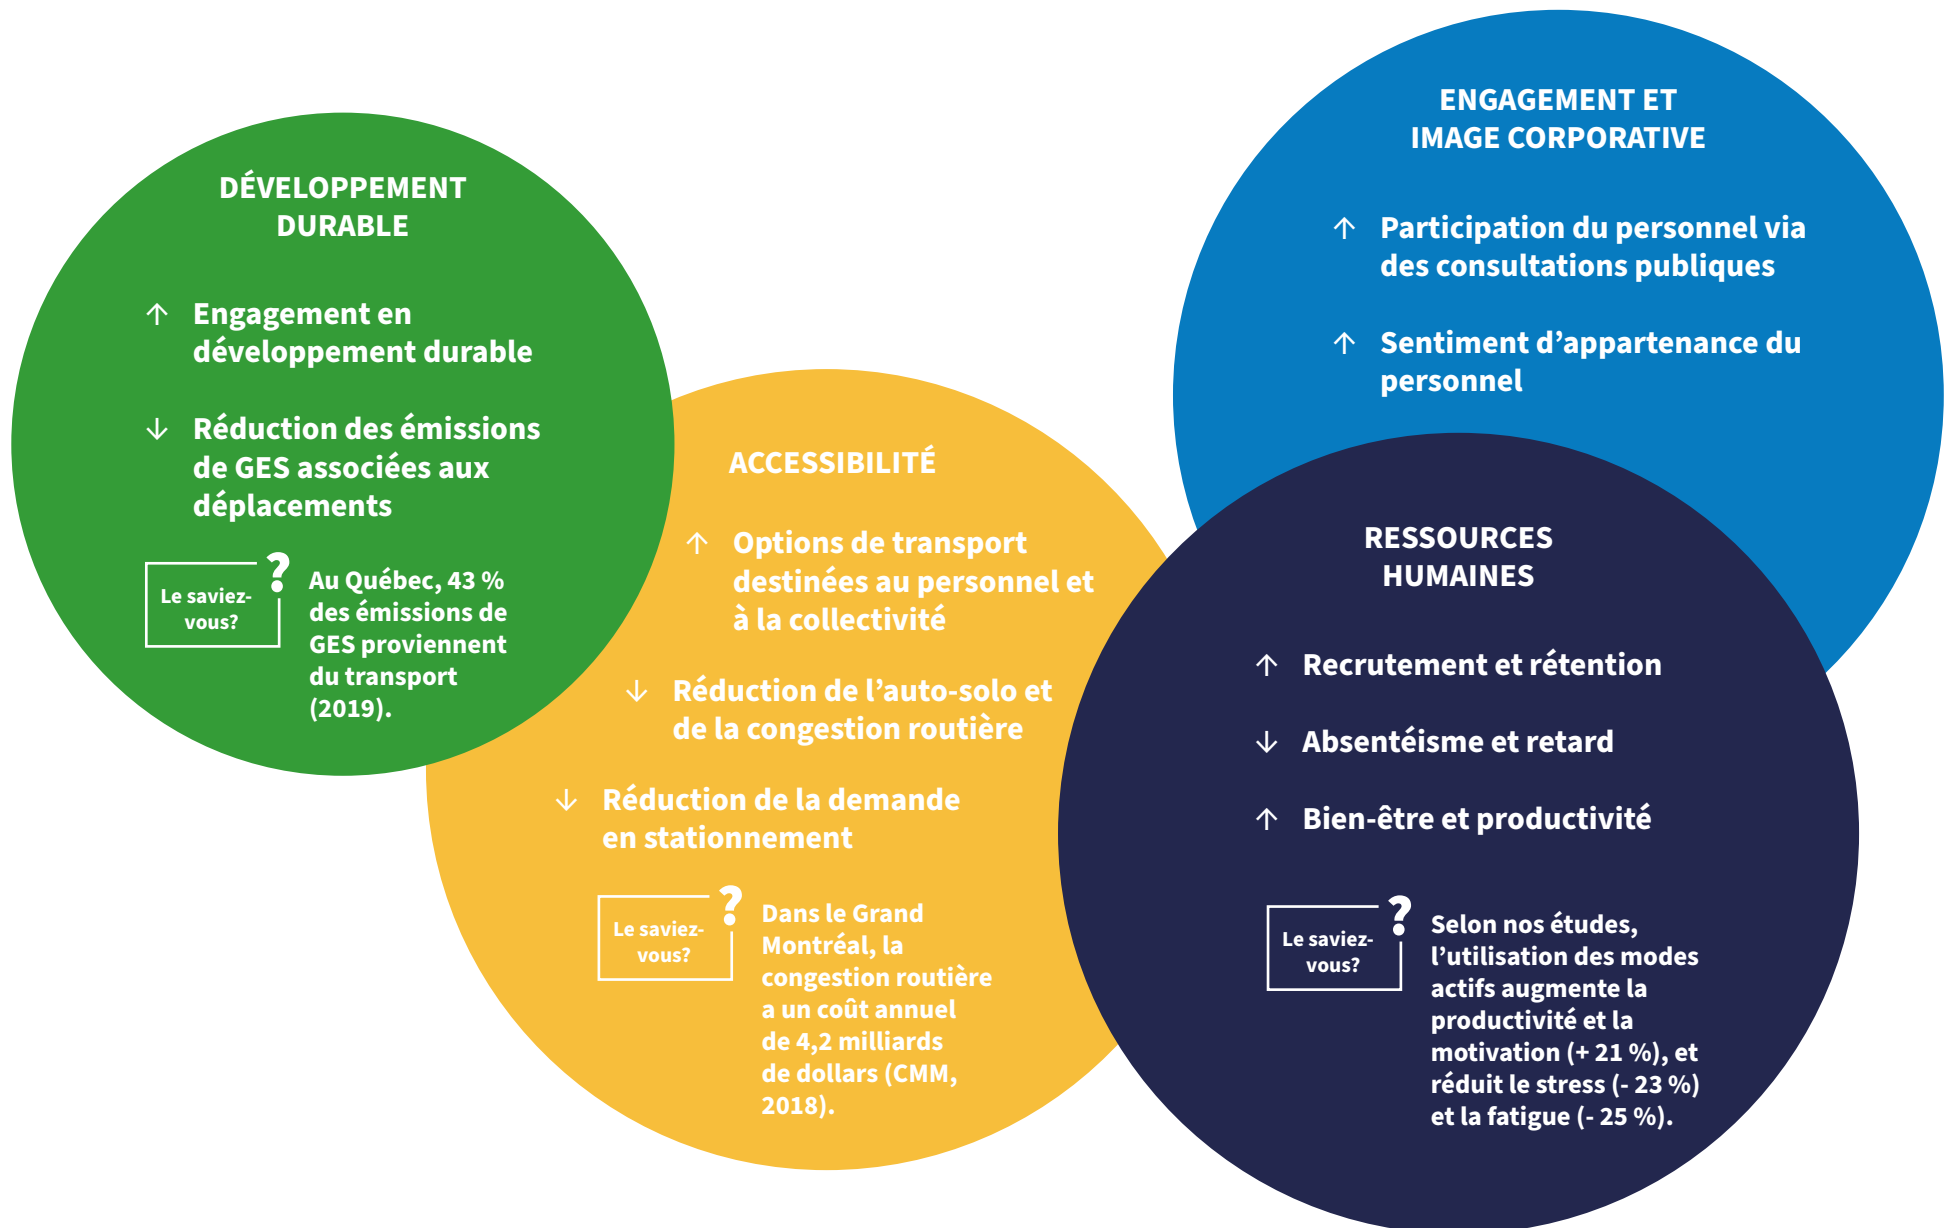 DÉVELOPPEMENT
DURABLE
↑ Engagement en
développement durable
↓ Réduction des émissions
de GES associées aux
déplacements
Le saviez-
vous?
?
Au Québec, 43 %
des émissions de
GES proviennent
du transport
(2019).
ACCESSIBILITÉ
↑ Options de transport
destinées au personnel et
à la collectivité
↓ Réduction de l’auto-solo et
de la congestion routière
↓ Réduction de la demande
en stationnement
Le saviez-
vous?
?
Dans le Grand
Montréal, la
congestion routière
a un coût annuel
de 4,2 milliards
de dollars (CMM,
2018).
ENGAGEMENT ET
IMAGE CORPORATIVE
↑ Participation du personnel via
des consultations publiques
↑ Sentiment d’appartenance du
personnel
RESSOURCES
HUMAINES
↑ Recrutement et rétention
↓ Absentéisme et retard
↑ Bien-être et productivité
Le saviez-
vous?
?
Selon nos études,
l’utilisation des modes
actifs augmente la
productivité et la
motivation (+ 21 %), et
réduit le stress (- 23 %)
et la fatigue (- 25 %).